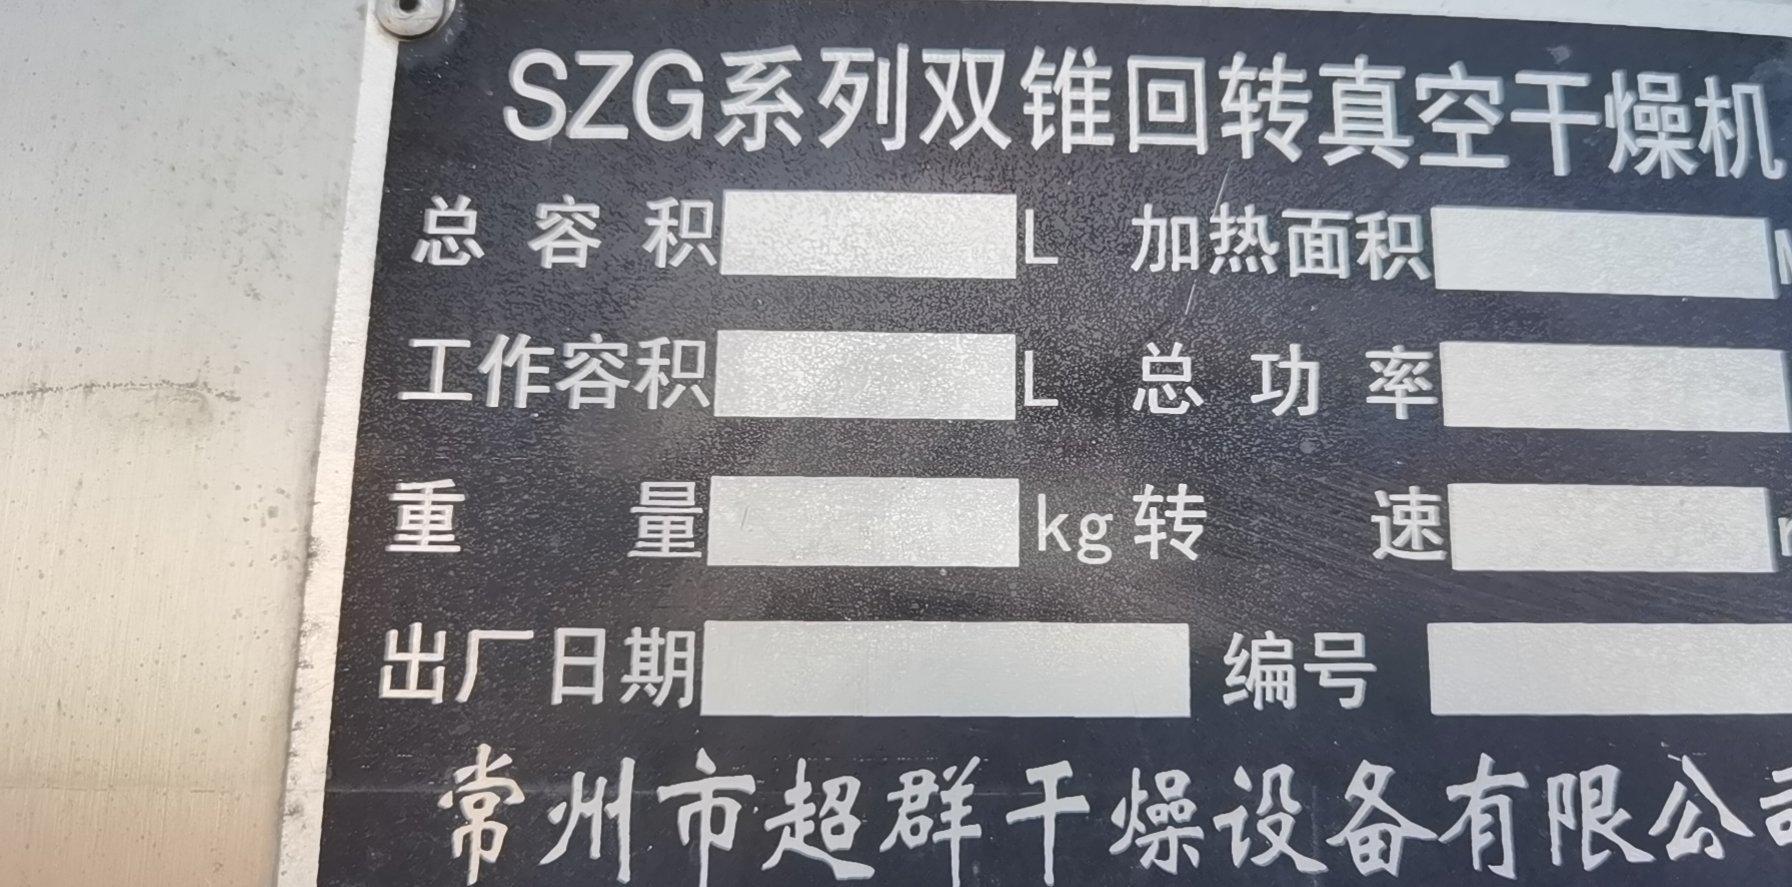 SZG系列双锥回转真空干燥机
总容积 L 加热面积
工作容积 L 总功率
重量 kg 转速
出厂日期 编号
常州市超群干燥设备有限公司